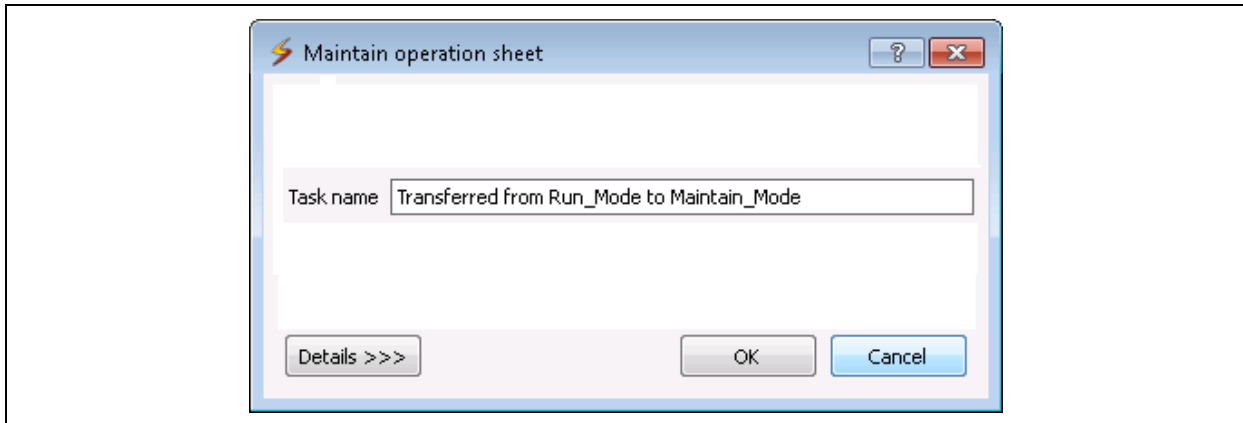 Maintain operation sheet
Task name Transferred from Run_Mode to Maintain_Mode
Details >>> OK Cancel